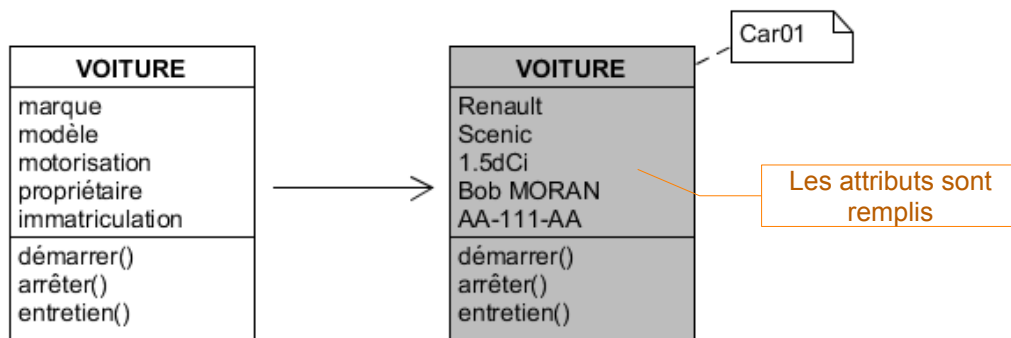 VOITURE
marque
modèle
motorisation
propriétaire
immatriculation
démarrer()
arrêter()
entretien()
VOITURE
Renault
Scenic
1.5dCi
Bob MORAN
AA-111-AA
démarrer()
arrêter()
entretien()
Car01
Les attributs sont
remplis